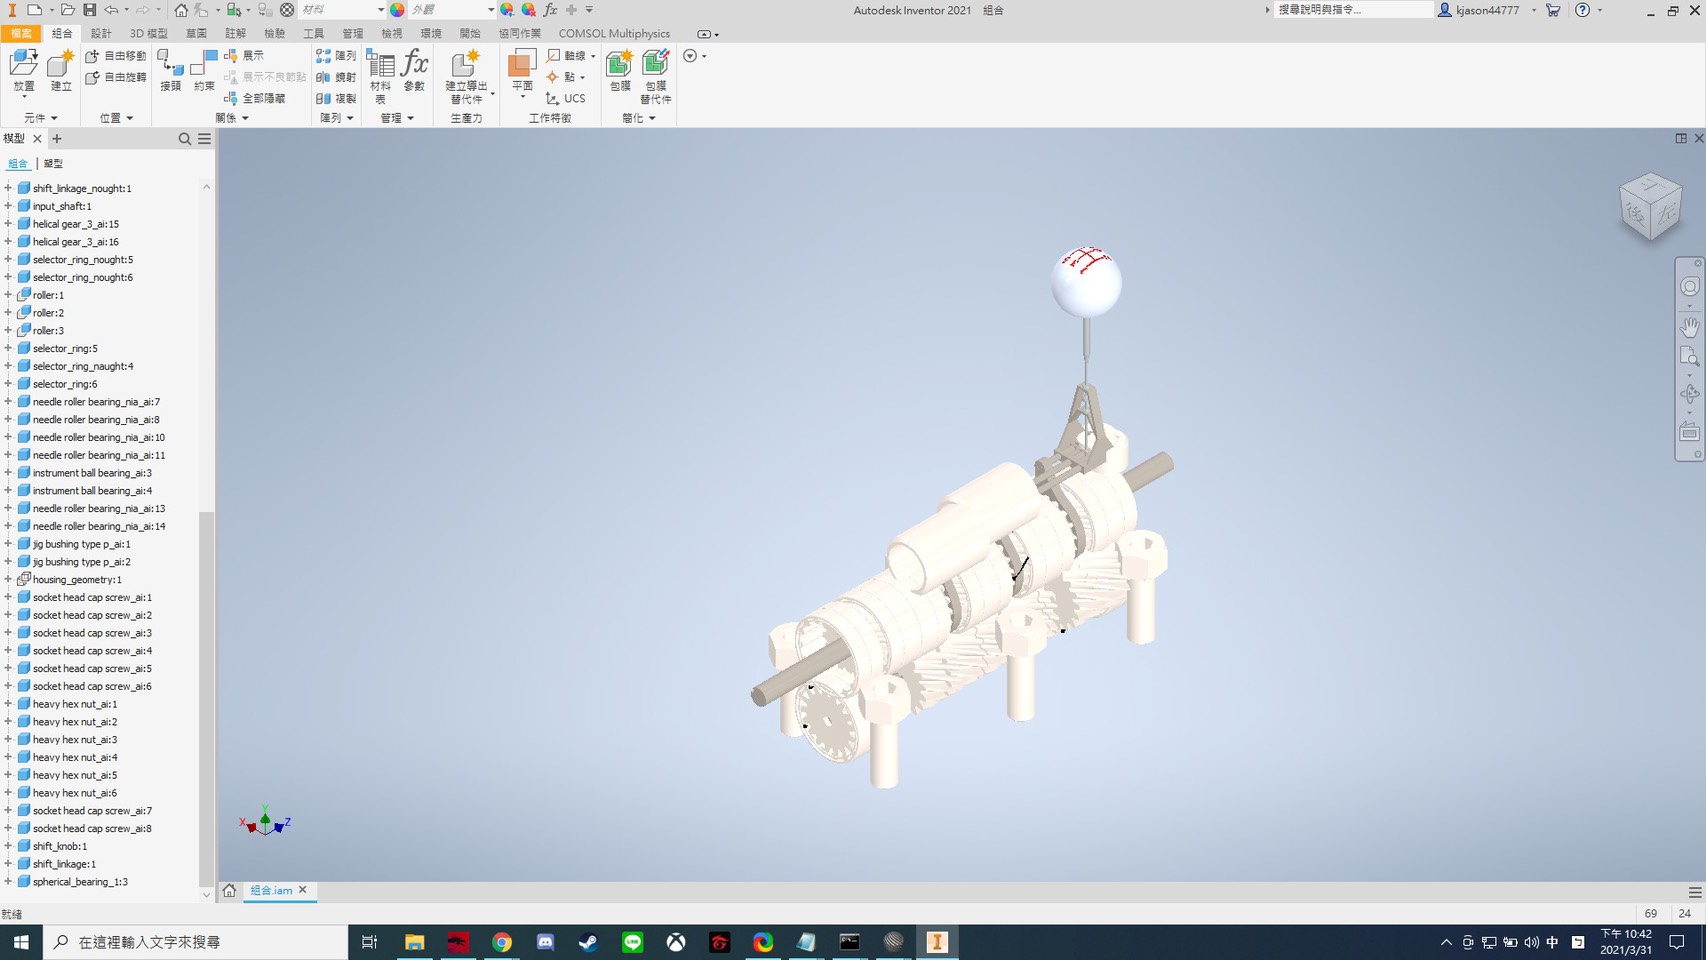 材料
外觀
Autodesk Inventor 2021 組合
搜尋說明與指令...
kjason44777
檔案 組合 設計 3D 模型 草圖 註解 檢驗 工具 管理 檢視 環境 開始 協同作業 COMSOL Multiphysics
放置
建立
自由移動
自由旋轉
接頭
約束
展示
展示不良節點
全部隱藏
陣列
鏡射
複製
材料表
參數
建立導出替代件
平面
軸線
點
UCS
包膜
包膜替代件
元件 位置 關係 陣列 管理 生產力 工作特徵 簡化
模型
組合 | 塑型
shift_linkage_nought:1
input_shaft:1
helical gear_3_ai:15
helical gear_3_ai:16
selector_ring_nought:5
selector_ring_nought:6
roller:1
roller:2
roller:3
selector_ring:5
selector_ring_naught:4
selector_ring:6
needle roller bearing_nia_ai:7
needle roller bearing_nia_ai:8
needle roller bearing_nia_ai:10
needle roller bearing_nia_ai:11
instrument ball bearing_ai:3
instrument ball bearing_ai:4
needle roller bearing_nia_ai:13
needle roller bearing_nia_ai:14
jig bushing type p_ai:1
jig bushing type p_ai:2
housing_geometry:1
socket head cap screw_ai:1
socket head cap screw_ai:2
socket head cap screw_ai:3
socket head cap screw_ai:4
socket head cap screw_ai:5
socket head cap screw_ai:6
heavy hex nut_ai:1
heavy hex nut_ai:2
heavy hex nut_ai:3
heavy hex nut_ai:4
heavy hex nut_ai:5
heavy hex nut_ai:6
socket head cap screw_ai:7
socket head cap screw_ai:8
shift_knob:1
shift_linkage:1
spherical_bearing_1:3
上
後
左
Y
X
Z
組合.iam
就緒
69 24
在這裡輸入文字來搜尋
LINE
中
下午 10:42
2021/3/31